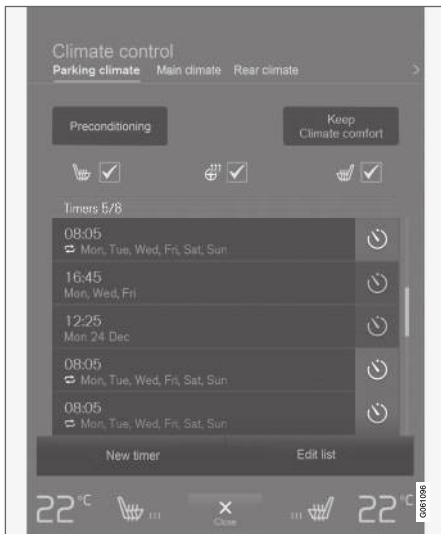 Climate control
Parking climate Main climate Rear climate >
Preconditioning
Keep
Climate comfort
Timers 5/8
08:05
Mon, Tue, Wed, Fri, Sat, Sun
16:45
Mon, Wed, Fri
12:25
Mon 24 Dec
08:05
Mon, Tue, Wed, Fri, Sat, Sun
08:05
Mon, Tue, Wed, Fri, Sat, Sun
New timer Edit list
22°C Close 22°C
G061096